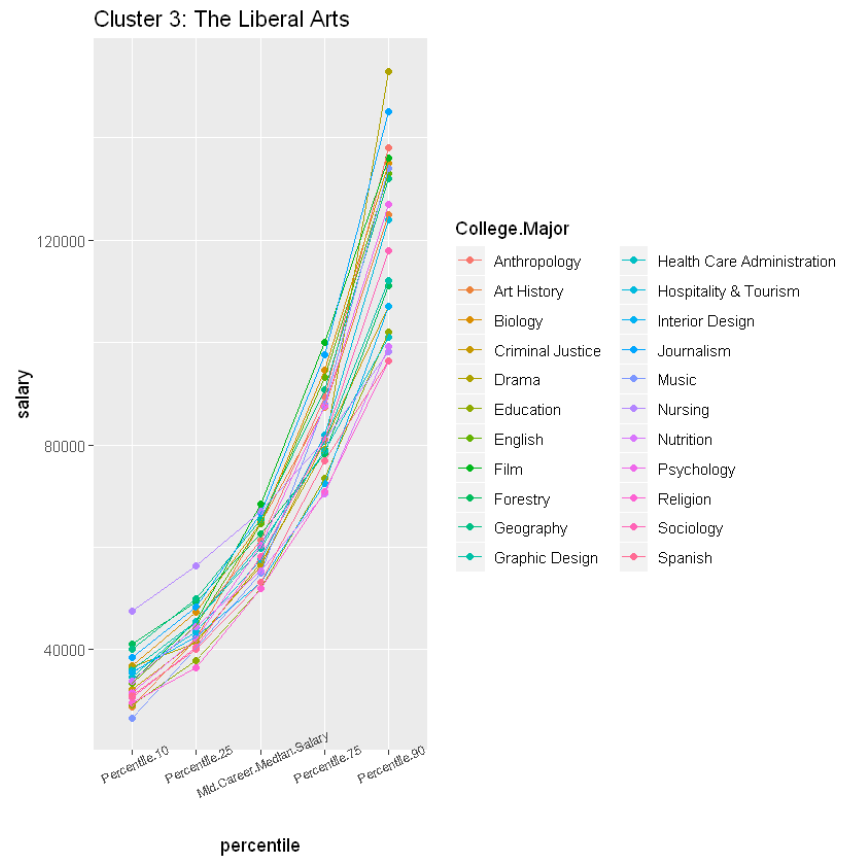 Cluster 3: The Liberal Arts
120000
80000
40000
salary
Percentile.10
Percentile.25
Mid.Career.Median.Salary
Percentile.75
Percentile.90
percentile
College.Major
Anthropology
Art History
Biology
Criminal Justice
Drama
Education
English
Film
Forestry
Geography
Graphic Design
Health Care Administration
Hospitality & Tourism
Interior Design
Journalism
Music
Nursing
Nutrition
Psychology
Religion
Sociology
Spanish